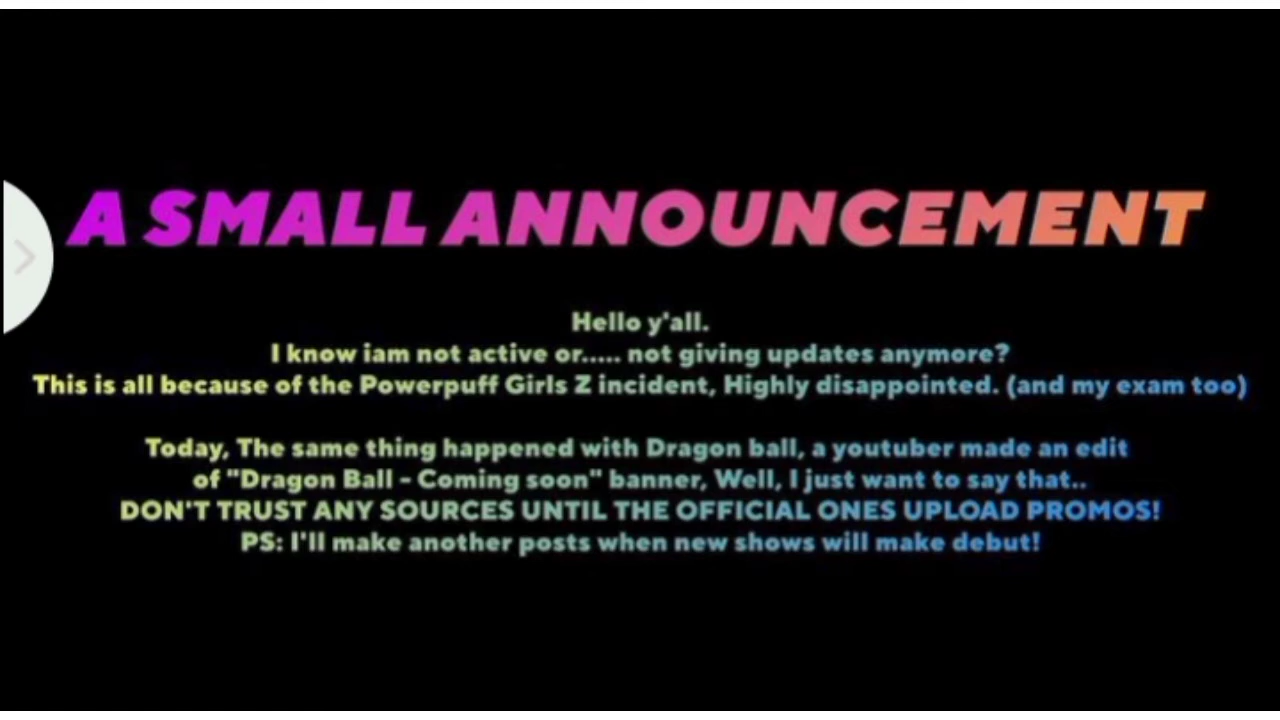 A SMALL ANNOUNCEMENT
Hello y'all.
I know iam not active or..... not giving updates anymore?
This is all because of the Powerpuff Girls Z incident, Highly disappointed. (and my exam too)
Today, The same thing happened with Dragon ball, a youtuber made an edit
of "Dragon Ball - Coming soon" banner, Well, I just want to say that..
DON'T TRUST ANY SOURCES UNTIL THE OFFICIAL ONES UPLOAD PROMOS!
PS: I'll make another posts when new shows will make debut!